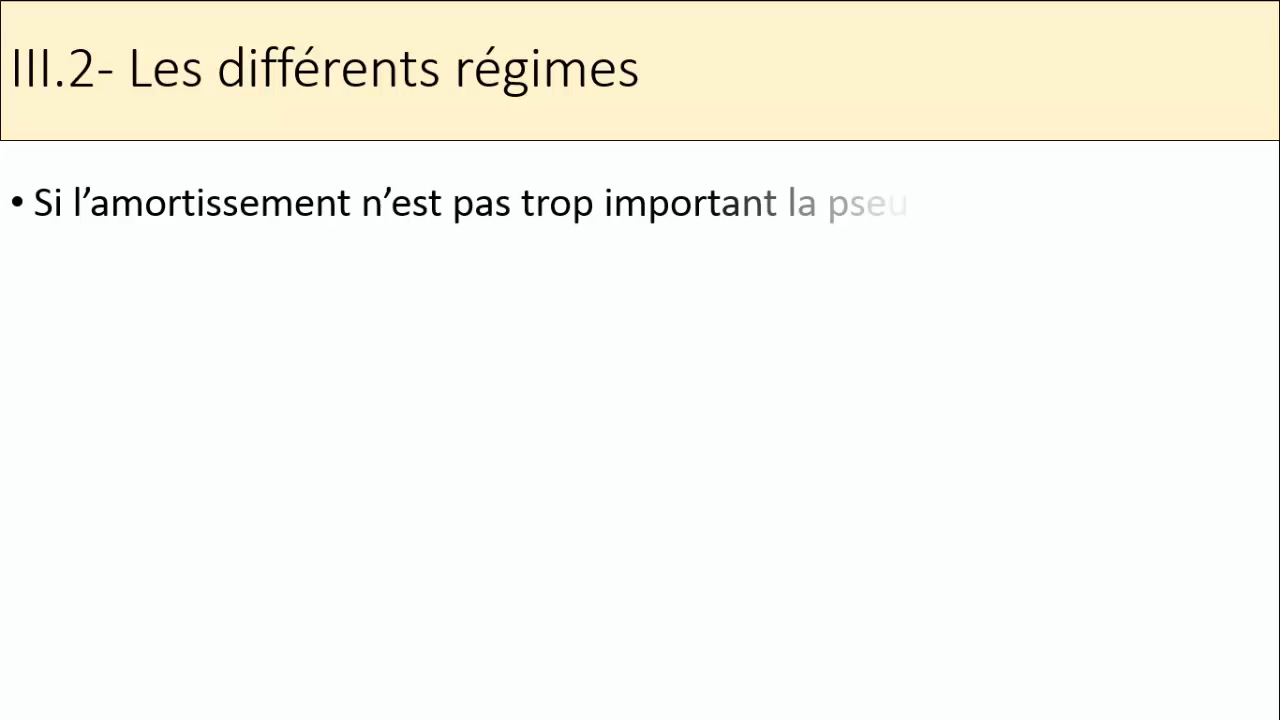 III.2- Les différents régimes
• Si l’amortissement n’est pas trop important la pseu